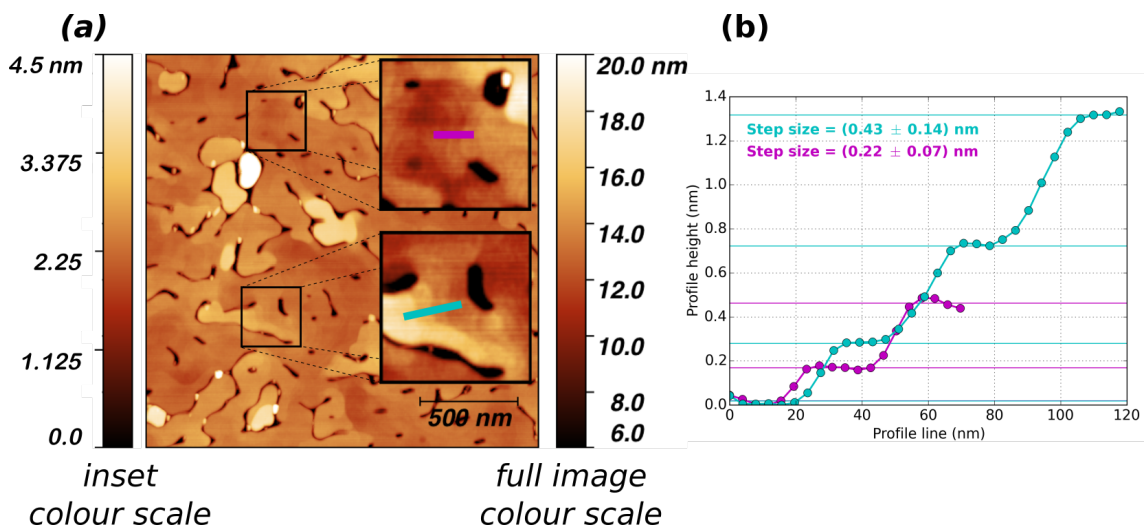 (a)
4.5 nm
3.375
2.25
1.125
0.0
inset
colour scale
500 nm
20.0 nm
18.0
16.0
14.0
12.0
10.0
8.0
6.0
full image
colour scale
(b)
Step size = (0.43 ± 0.14) nm
Step size = (0.22 ± 0.07) nm
Profile height (nm)
1.4
1.2
1.0
0.8
0.6
0.4
0.2
0.0
0 20 40 60 80 100 120
Profile line (nm)